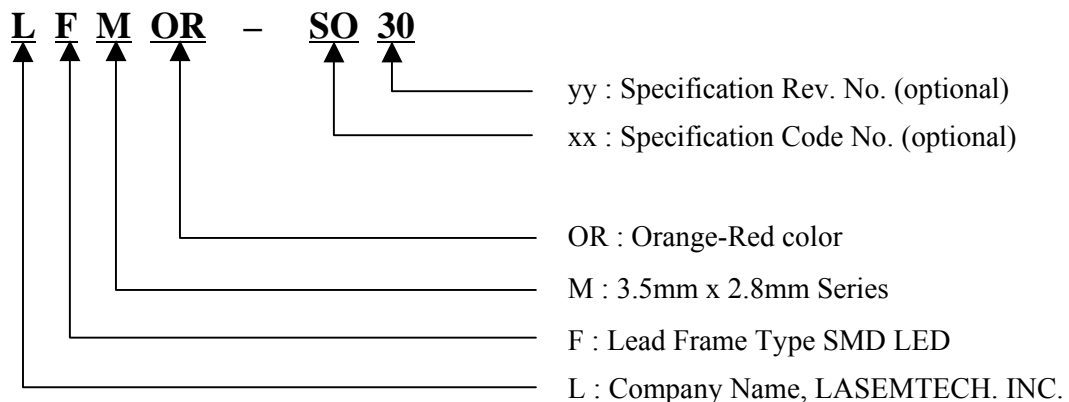 L F M OR – SO 30
yy : Specification Rev. No. (optional)
xx : Specification Code No. (optional)
OR : Orange-Red color
M : 3.5mm x 2.8mm Series
F : Lead Frame Type SMD LED
L : Company Name, LASEMTECH. INC.